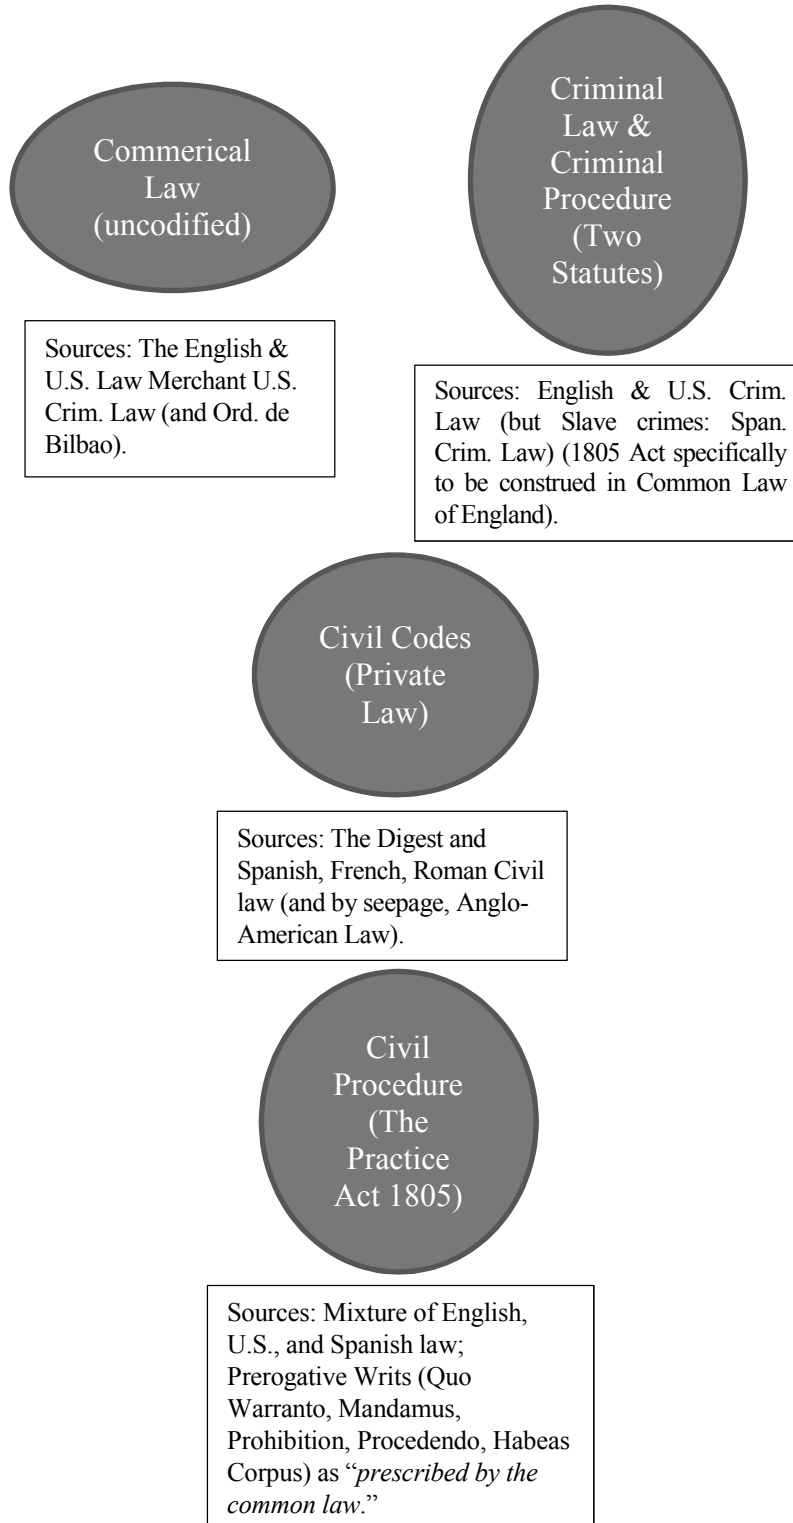 Commerical
Law
(uncodified)
Sources: The English &
U.S. Law Merchant U.S.
Crim. Law (and Ord. de
Bilbao).
Criminal
Law &
Criminal
Procedure
(Two
Statutes)
Sources: English & U.S. Crim.
Law (but Slave crimes: Span.
Crim. Law) (1805 Act specifically
to be construed in Common Law
of England).
Civil Codes
(Private
Law)
Sources: The Digest and
Spanish, French, Roman Civil
law (and by seepage, Anglo-
American Law).
Civil
Procedure
(The
Practice
Act 1805)
Sources: Mixture of English,
U.S., and Spanish law;
Prerogative Writs (Quo
Warranto, Mandamus,
Prohibition, Procedendo, Habeas
Corpus) as “prescribed by the
common law.”